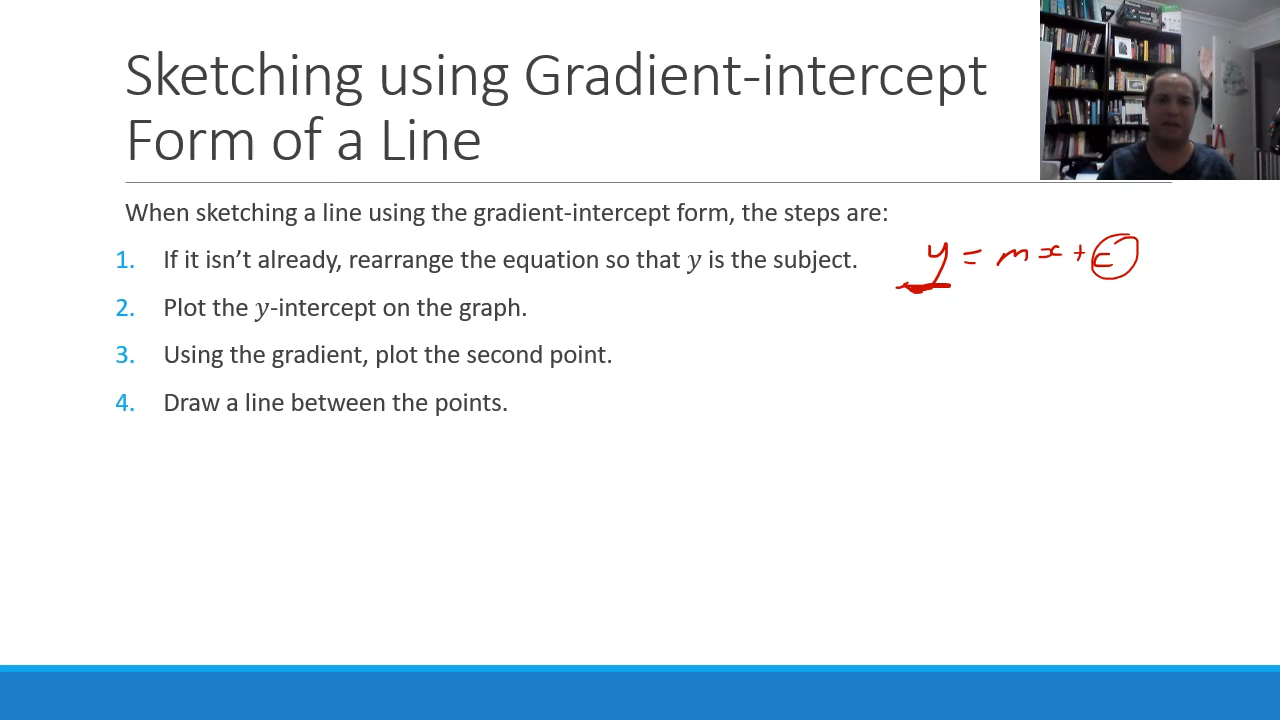 Sketching using Gradient-intercept
Form of a Line
When sketching a line using the gradient-intercept form, the steps are:
1. If it isn’t already, rearrange the equation so that y is the subject.
y = mx + c
2. Plot the y-intercept on the graph.
3. Using the gradient, plot the second point.
4. Draw a line between the points.